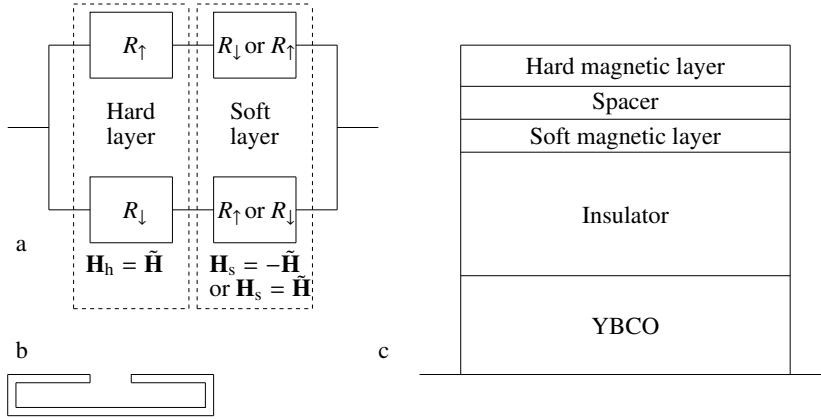 R↑
R↓ or R↑
Hard layer
Soft layer
R↓
R↑ or R↓
a
H_h = H̃
H_s = −H̃
or H_s = H̃
b
c
Hard magnetic layer
Spacer
Soft magnetic layer
Insulator
YBCO